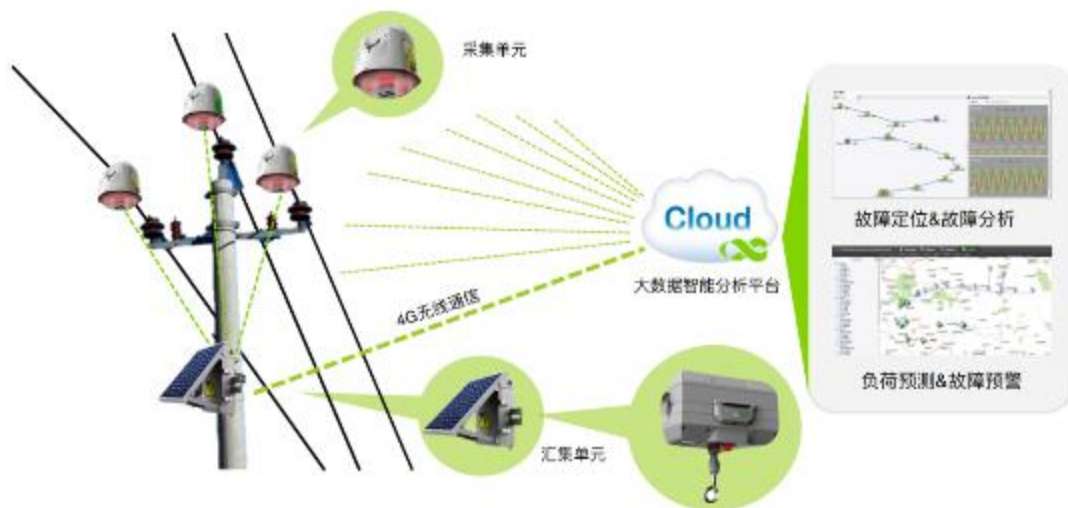 采集单元
Cloud
大数据智能分析平台
4G无线通信
汇集单元
故障定位&故障分析
负荷预测&故障预警